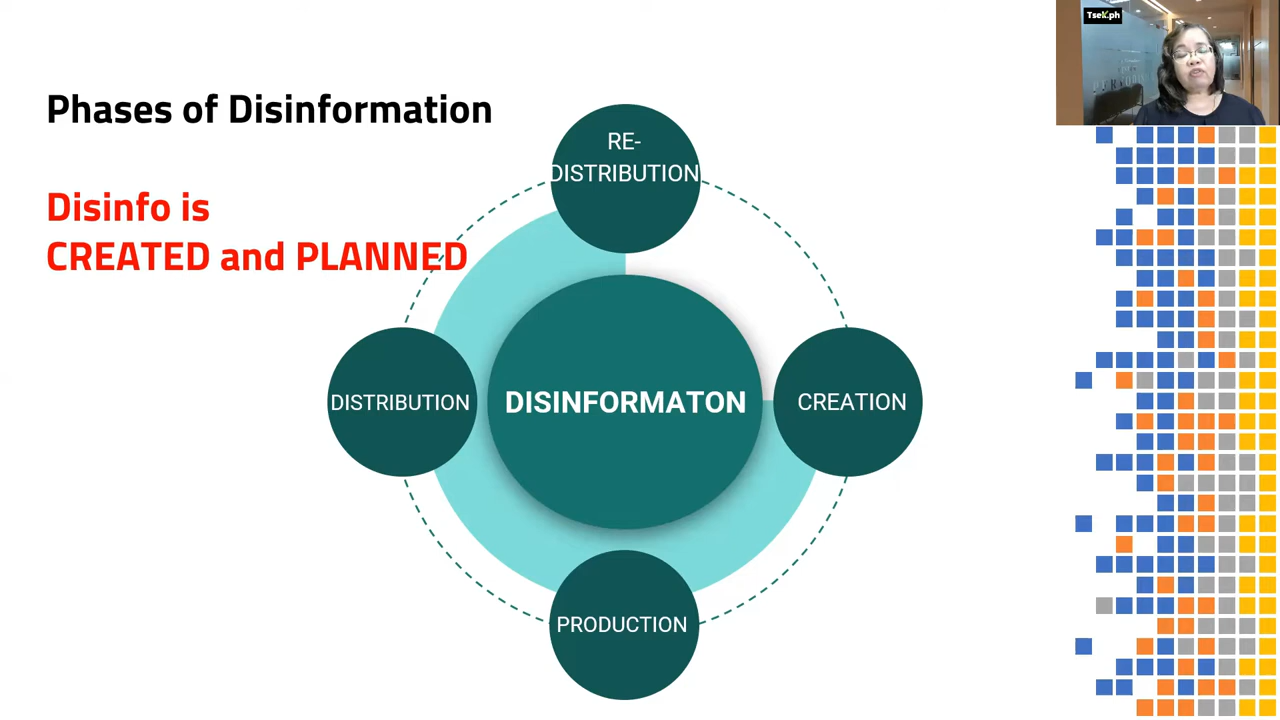 Tsek.ph
Phases of Disinformation
Disinfo is
CREATED and PLANNED
RE-
DISTRIBUTION
DISTRIBUTION
DISINFORMATON
CREATION
PRODUCTION